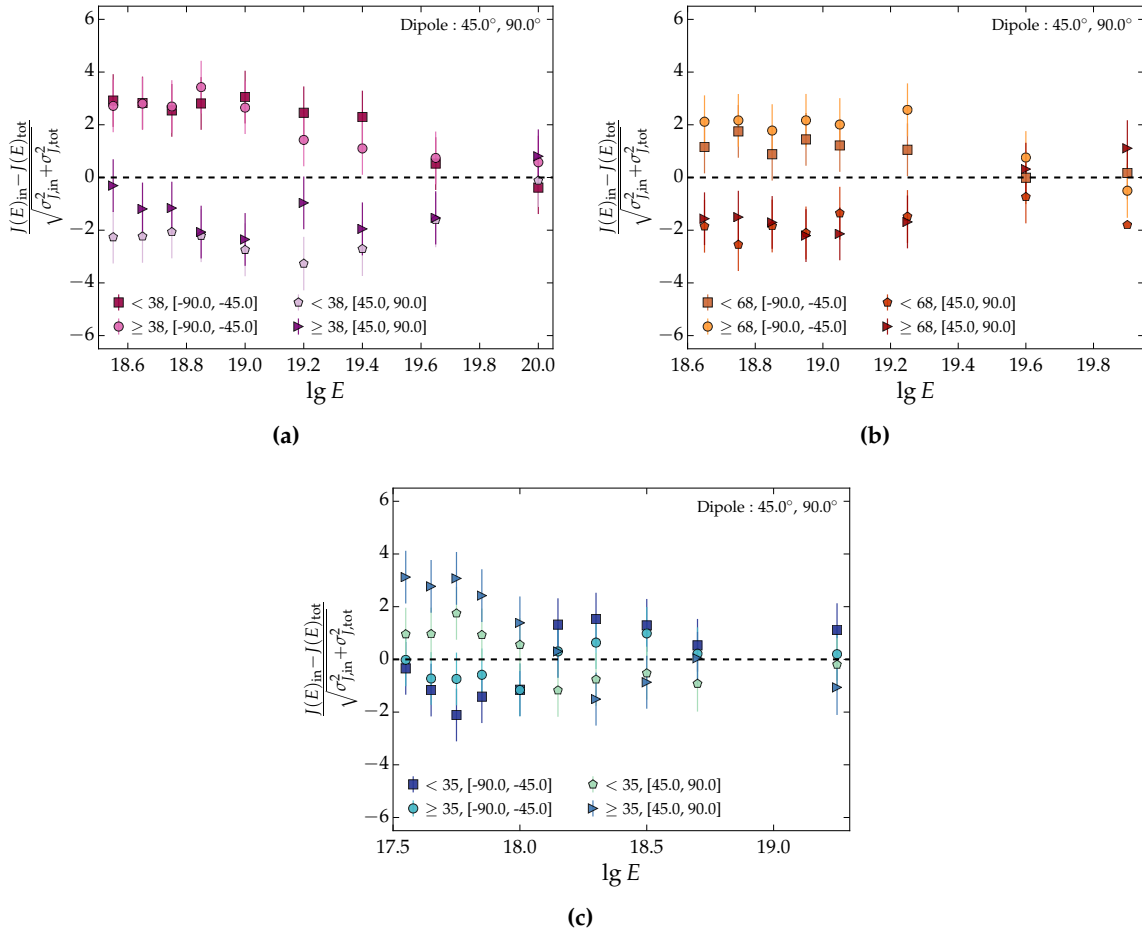 Dipole : 45.0°, 90.0°
6
4
2
0
−2
−4
−6
J(E)in−J(E)tot
√σ²J,in+σ²J,tot
< 38, [-90.0, -45.0]
≥ 38, [-90.0, -45.0]
< 38, [45.0, 90.0]
≥ 38, [45.0, 90.0]
18.6 18.8 19.0 19.2 19.4 19.6 19.8 20.0
lg E
(a)
Dipole : 45.0°, 90.0°
6
4
2
0
−2
−4
−6
J(E)in−J(E)tot
√σ²J,in+σ²J,tot
< 68, [-90.0, -45.0]
≥ 68, [-90.0, -45.0]
< 68, [45.0, 90.0]
≥ 68, [45.0, 90.0]
18.6 18.8 19.0 19.2 19.4 19.6 19.8
lg E
(b)
Dipole : 45.0°, 90.0°
6
4
2
0
−2
−4
−6
J(E)in−J(E)tot
√σ²J,in+σ²J,tot
< 35, [-90.0, -45.0]
≥ 35, [-90.0, -45.0]
< 35, [45.0, 90.0]
≥ 35, [45.0, 90.0]
17.5 18.0 18.5 19.0
lg E
(c)